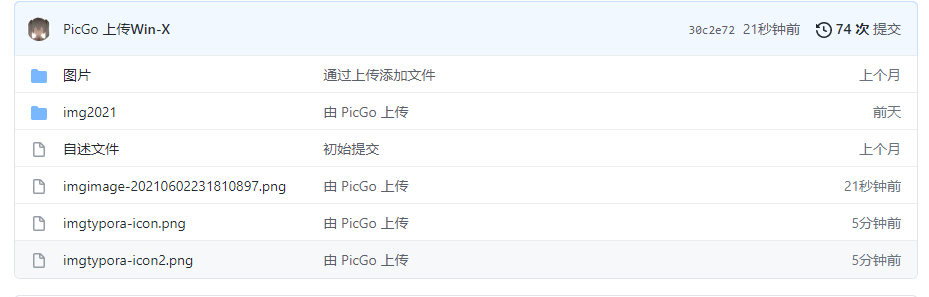 PicGo 上传Win-X 30c2e72 21秒钟前 74 次 提交
图片 通过上传添加文件 上个月
img2021 由 PicGo 上传 前天
自述文件 初始提交 上个月
imgimage-20210602231810897.png 由 PicGo 上传 21秒钟前
imgtypora-icon.png 由 PicGo 上传 5分钟前
imgtypora-icon2.png 由 PicGo 上传 5分钟前